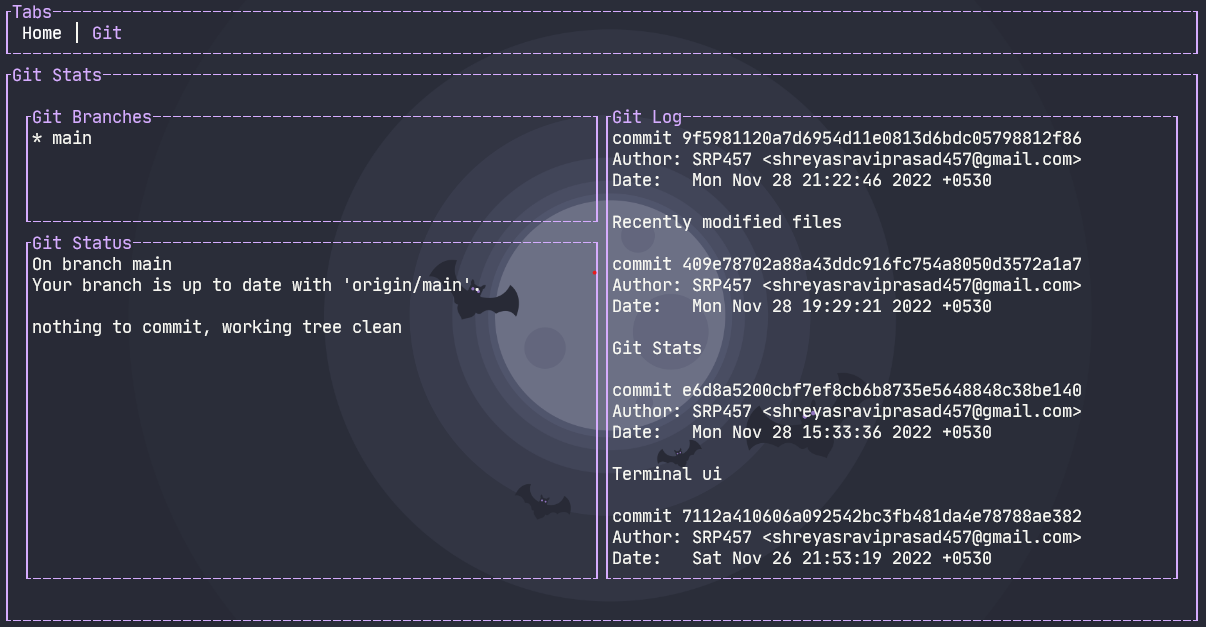 Tabs
Home | Git
Git Stats
Git Branches
* main
Git Status
On branch main
Your branch is up to date with 'origin/main'.
nothing to commit, working tree clean
Git Log
commit 9f5981120a7d6954d11e0813d6bdc05798812f86
Author: SRP457 <shreyasraviprasad457@gmail.com>
Date:   Mon Nov 28 21:22:46 2022 +0530
Recently modified files
commit 409e78702a88a43ddc916fc754a8050d3572a1a7
Author: SRP457 <shreyasraviprasad457@gmail.com>
Date:   Mon Nov 28 19:29:21 2022 +0530
Git Stats
commit e6d8a5200cbf7ef8cb6b8735e5648848c38be140
Author: SRP457 <shreyasraviprasad457@gmail.com>
Date:   Mon Nov 28 15:33:36 2022 +0530
Terminal ui
commit 7112a410606a092542bc3fb481da4e78788ae382
Author: SRP457 <shreyasraviprasad457@gmail.com>
Date:   Sat Nov 26 21:53:19 2022 +0530